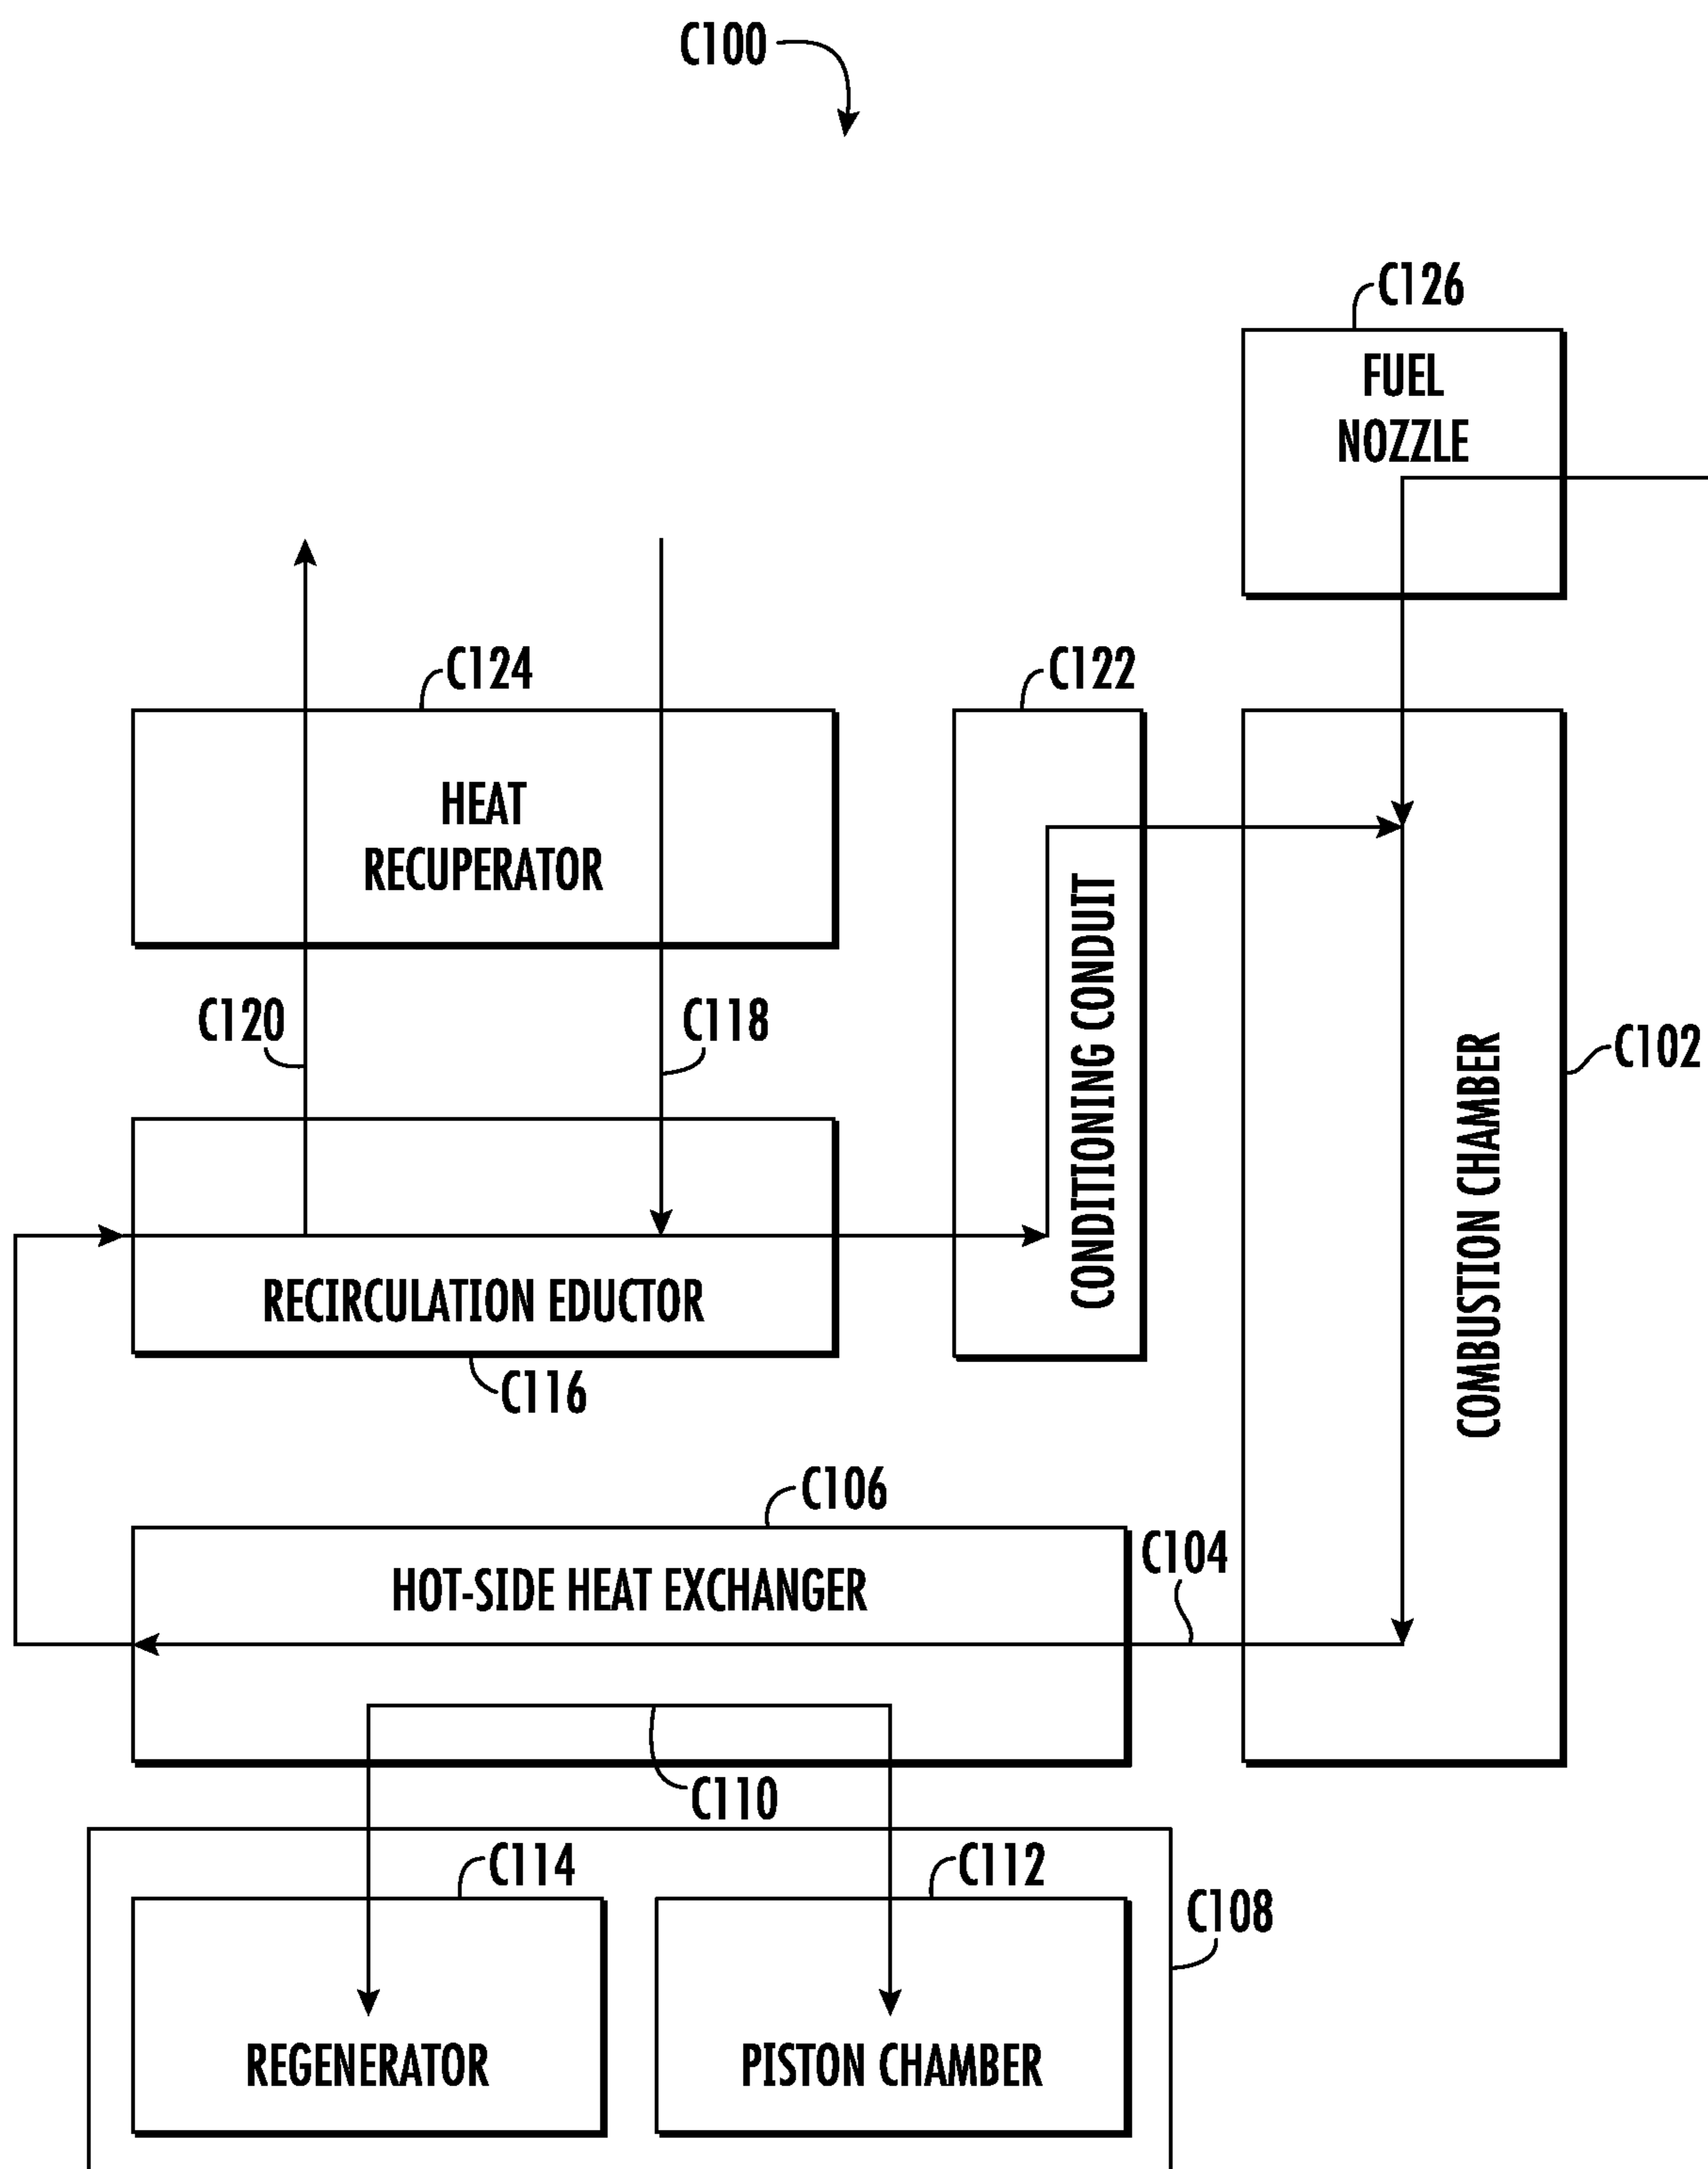 C100
C126
FUEL
NOZZLE
C124
C122
HEAT
RECUPERATOR
CONDITIONING CONDUIT
C120
C118
COMBUSTION CHAMBER
C102
RECIRCULATION EDUCTOR
C116
C106
C104
HOT-SIDE HEAT EXCHANGER
C110
C114
C112
C108
REGENERATOR
PISTON CHAMBER